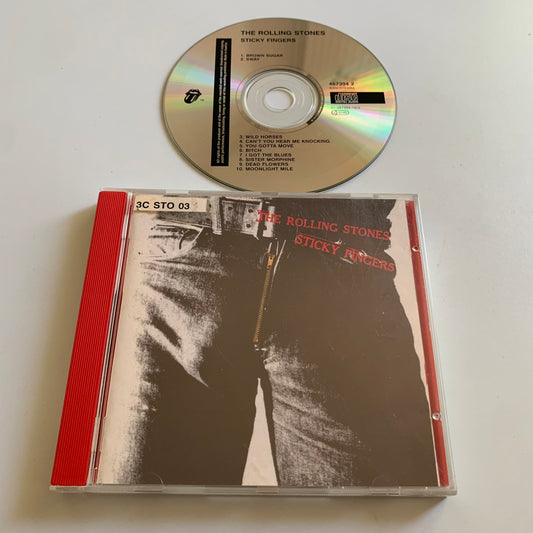 THE ROLLING STONES
STICKY FINGERS
1. BROWN SUGAR
2. SWAY
467394 2
3. WILD HORSES
4. CAN'T YOU HEAR ME KNOCKING
5. YOU GOTTA MOVE
6. BITCH
7. I GOT THE BLUES
8. SISTER MORPHINE
9. DEAD FLOWERS
10. MOONLIGHT MILE
3C STO 03
THE ROLLING STONES
STICKY FINGERS